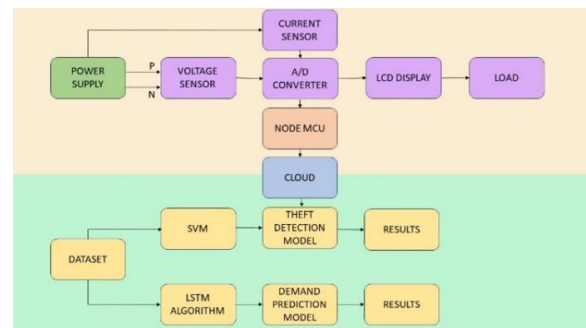 CURRENT
SENSOR
POWER
SUPPLY
P
N
VOLTAGE
SENSOR
A/D
CONVERTER
LCD DISPLAY
LOAD
NODE MCU
CLOUD
DATASET
SVM
THEFT
DETECTION
MODEL
RESULTS
LSTM
ALGORITHM
DEMAND
PREDICTION
MODEL
RESULTS